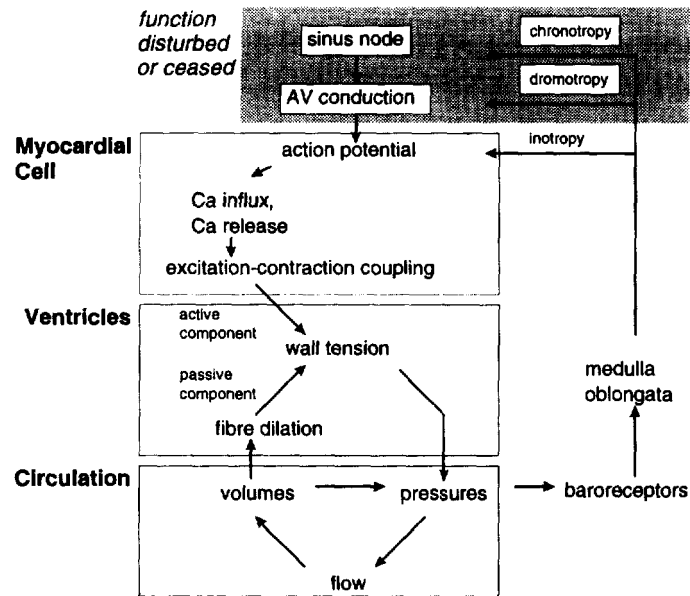 function
disturbed
or ceased
sinus node
chronotropy
dromotropy
AV conduction
inotropy
Myocardial
Cell
action potential
Ca influx,
Ca release
excitation-contraction coupling
Ventricles
active
component
wall tension
passive
component
fibre dilation
medulla
oblongata
Circulation
volumes
pressures
baroreceptors
flow